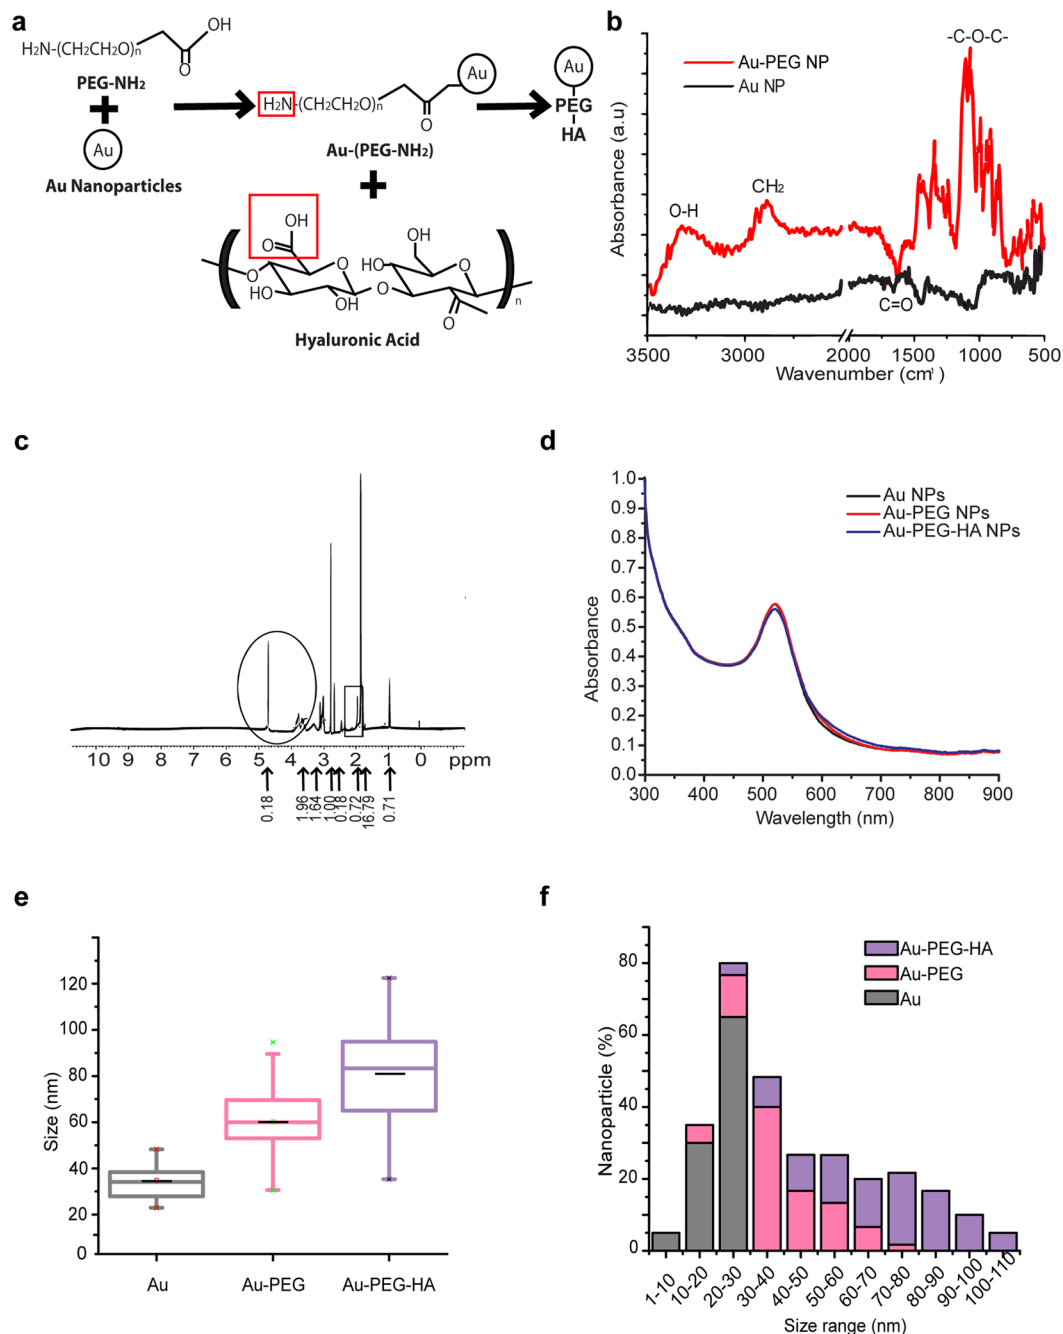 a
H₂N-(CH₂CH₂O)n
OH
O
PEG-NH₂
Au
Au Nanoparticles
H₂N-(CH₂CH₂O)n
O
Au
Au-(PEG-NH₂)
Au
PEG
HA
OH
O
O
O
HO
OH
O
OH
HO
O
O
n
Hyaluronic Acid
b
Absorbance (a.u)
Au-PEG NP
Au NP
-C-O-C-
O-H
CH₂
C=O
3500 3000 2000 1500 1000 500
Wavenumber (cm¹)
c
10 9 8 7 6 5 4 3 2 1 0 ppm
0.18 1.96 1.64 1.00 0.18 0.72 16.79 0.71
d
Absorbance
1.0
0.9
0.8
0.7
0.6
0.5
0.4
0.3
0.2
0.1
0.0
Au NPs
Au-PEG NPs
Au-PEG-HA NPs
300 400 500 600 700 800 900
Wavelength (nm)
e
Size (nm)
120
100
80
60
40
20
0
Au Au-PEG Au-PEG-HA
f
Nanoparticle (%)
80
60
40
20
0
Au-PEG-HA
Au-PEG
Au
1-10 10-20 20-30 30-40 40-50 50-60 60-70 70-80 80-90 90-100 100-110
Size range (nm)